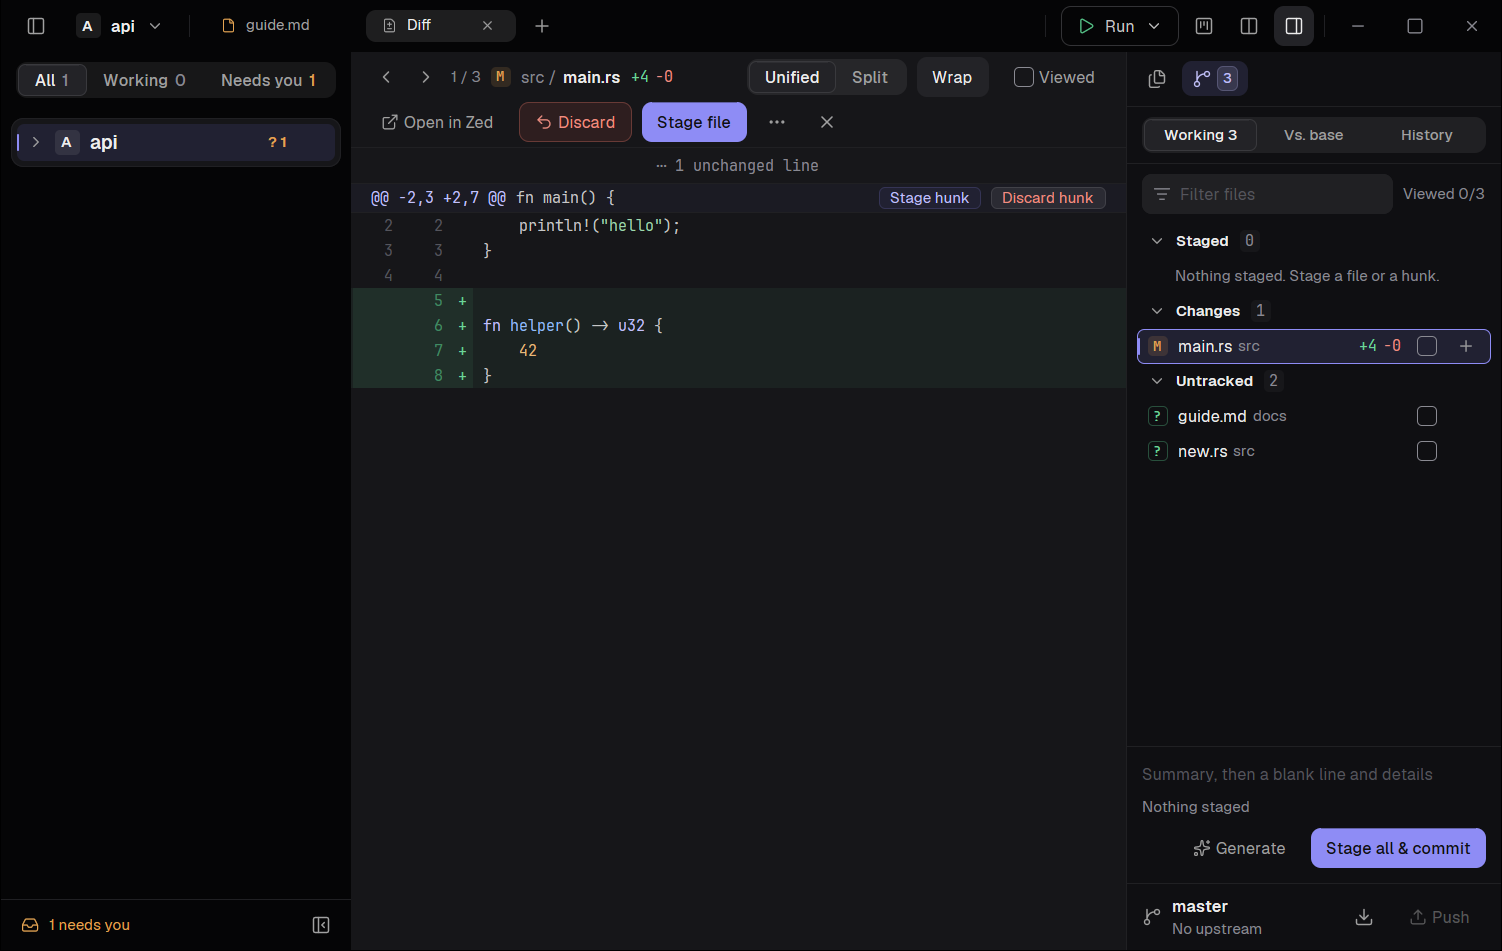 A api
guide.md
Diff
Run
All 1 Working 0 Needs you 1
A api ? 1
1 needs you
1 / 3 M src / main.rs +4 -0
Unified Split Wrap Viewed
Open in Zed Discard Stage file ···
··· 1 unchanged line
@@ -2,3 +2,7 @@ fn main() { Stage hunk Discard hunk
2 2 println!("hello");
3 3 }
4 4
5 +
6 + fn helper() -> u32 {
7 + 42
8 + }
3
Working 3 Vs. base History
Filter files Viewed 0/3
Staged 0
Nothing staged. Stage a file or a hunk.
Changes 1
M main.rs src +4 -0
Untracked 2
? guide.md docs
? new.rs src
Summary, then a blank line and details
Nothing staged
Generate Stage all & commit
master
No upstream
Push